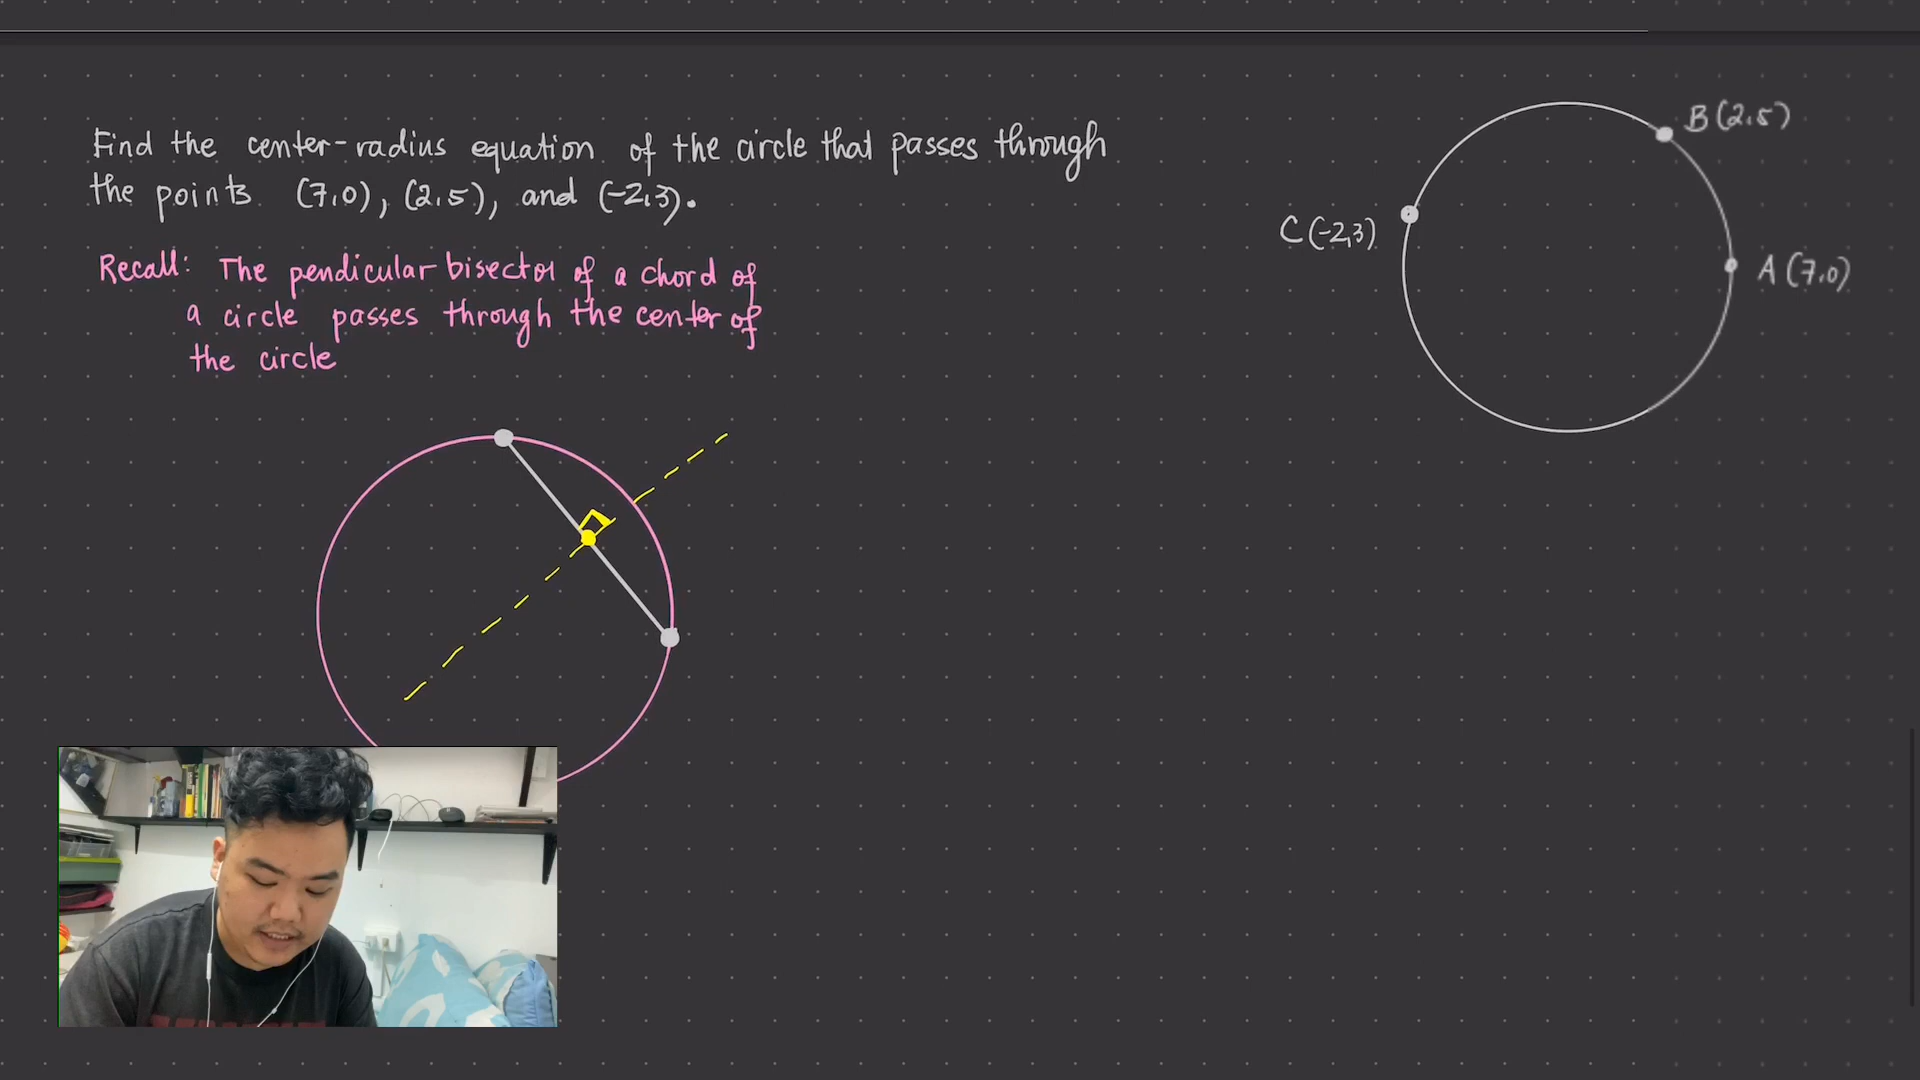 Find the center-radius equation of the circle that passes through
the points (7,0), (2,5), and (-2,3).
Recall: The pendicular bisector of a chord of
a circle passes through the center of
the circle
B(2,5)
C(-2,3)
A(7,0)